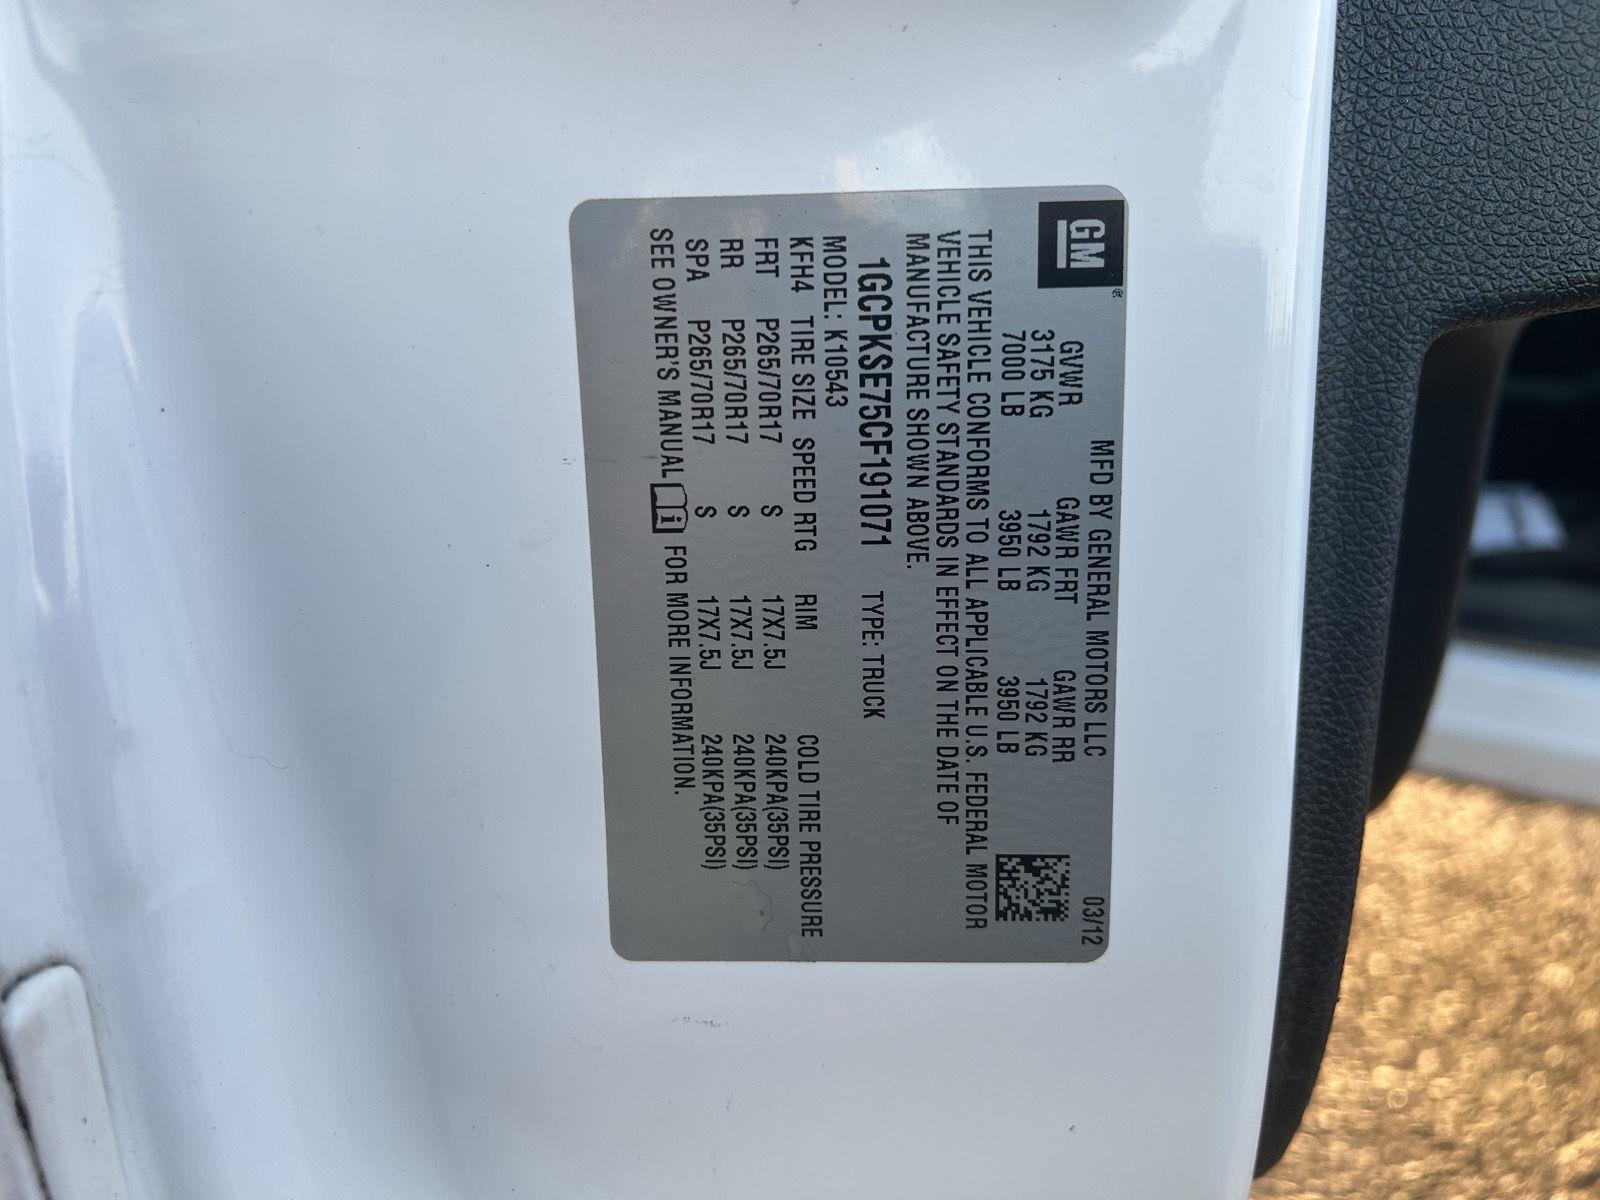 GM
MFD BY GENERAL MOTORS LLC 03/12
GVWR GAWR FRT GAWR RR
3175 KG 1792 KG 1792 KG
7000 LB 3950 LB 3950 LB
THIS VEHICLE CONFORMS TO ALL APPLICABLE U.S. FEDERAL MOTOR
VEHICLE SAFETY STANDARDS IN EFFECT ON THE DATE OF
MANUFACTURE SHOWN ABOVE.
1GCPKSE75CF191071 TYPE: TRUCK
MODEL: K10543
KFH4 TIRE SIZE SPEED RTG RIM COLD TIRE PRESSURE
FRT P265/70R17 S 17X7.5J 240KPA(35PSI)
RR P265/70R17 S 17X7.5J 240KPA(35PSI)
SPA P265/70R17 S 17X7.5J 240KPA(35PSI)
SEE OWNER'S MANUAL i FOR MORE INFORMATION.